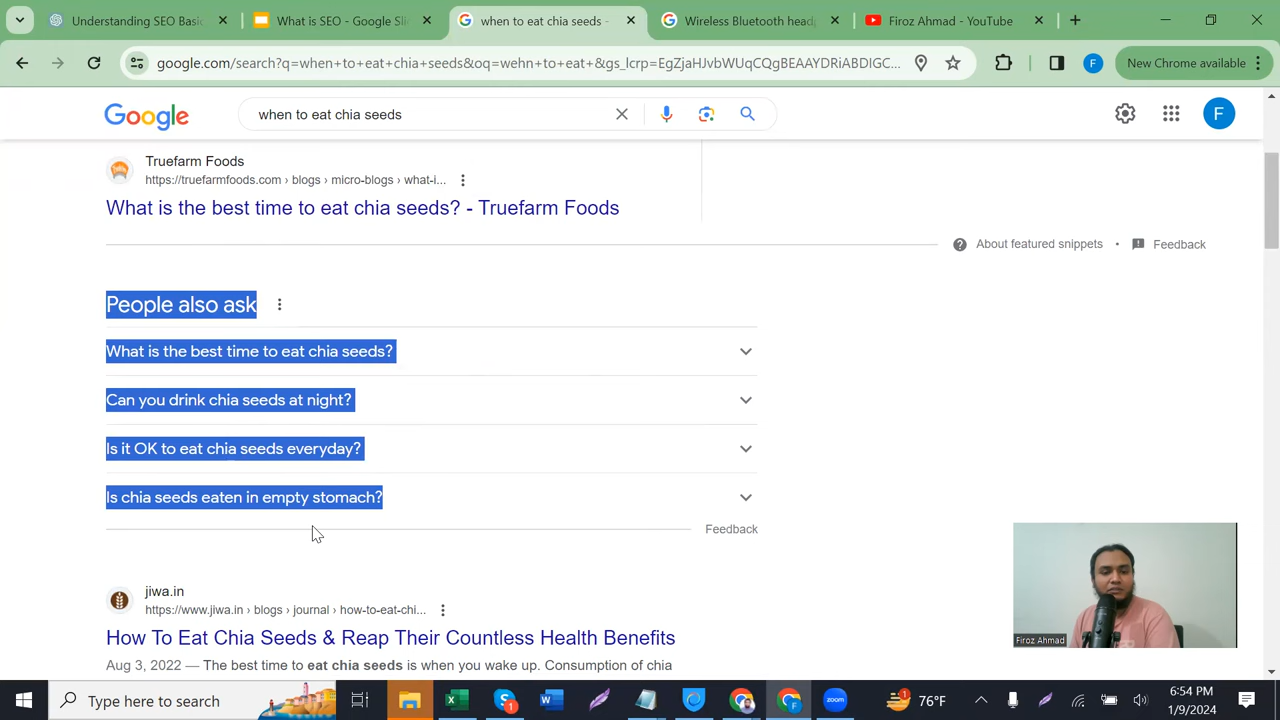 Understanding SEO Basic
What is SEO - Google Sli
when to eat chia seeds -
Wireless Bluetooth head
Firoz Ahmad - YouTube
google.com/search?q=when+to+eat+chia+seeds&oq=wehn+to+eat+&gs_lcrp=EgZjaHJvbWUqCQgBEAAYDRiABDIGC...
F
New Chrome available
Google
when to eat chia seeds
F
Truefarm Foods
https://truefarmfoods.com › blogs › micro-blogs › what-i...
What is the best time to eat chia seeds? - Truefarm Foods
About featured snippets • Feedback
People also ask
What is the best time to eat chia seeds?
Can you drink chia seeds at night?
Is it OK to eat chia seeds everyday?
Is chia seeds eaten in empty stomach?
Feedback
jiwa.in
https://www.jiwa.in › blogs › journal › how-to-eat-chi...
How To Eat Chia Seeds & Reap Their Countless Health Benefits
Aug 3, 2022 — The best time to eat chia seeds is when you wake up. Consumption of chia
Firoz Ahmad
Type here to search
1
zoom
1
76°F
6:54 PM
1/9/2024